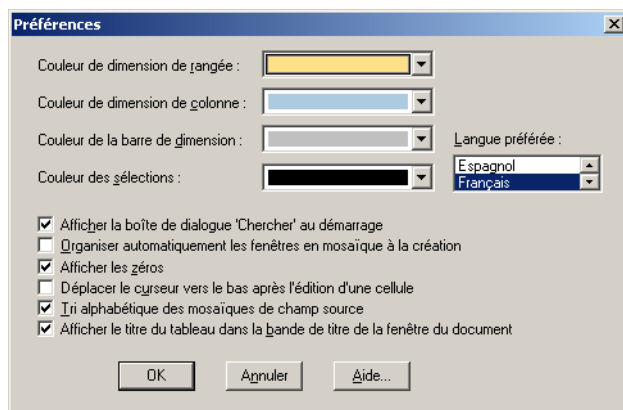 Préférences
Couleur de dimension de rangée :
Couleur de dimension de colonne :
Couleur de la barre de dimension :
Langue préférée :
Couleur des sélections :
Espagnol
Français
Afficher la boîte de dialogue 'Chercher' au démarrage
Organiser automatiquement les fenêtres en mosaïque à la création
Afficher les zéros
Déplacer le curseur vers le bas après l'édition d'une cellule
Tri alphabétique des mosaïques de champ source
Afficher le titre du tableau dans la bande de titre de la fenêtre du document
OK
Annuler
Aide...